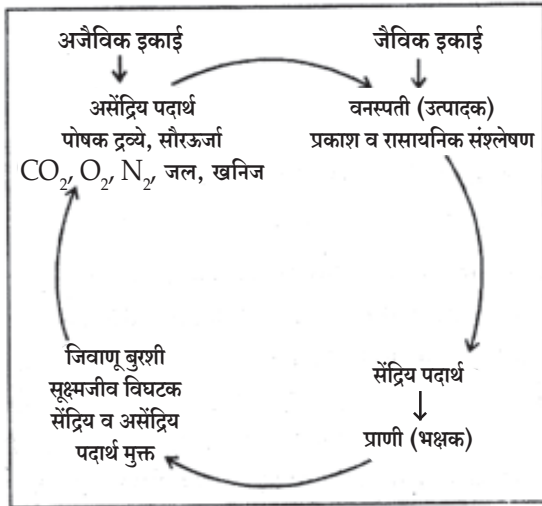 अजैविक इकाई
जैविक इकाई
असेंद्रिय पदार्थ
पोषक द्रव्ये, सौरऊर्जा
CO₂, O₂, N₂, जल, खनिज
वनस्पती (उत्पादक)
प्रकाश व रासायनिक संश्लेषण
सेंद्रिय पदार्थ
प्राणी (भक्षक)
जिवाणू बुरशी
सूक्ष्मजीव विघटक
सेंद्रिय व असेंद्रिय
पदार्थ मुक्त